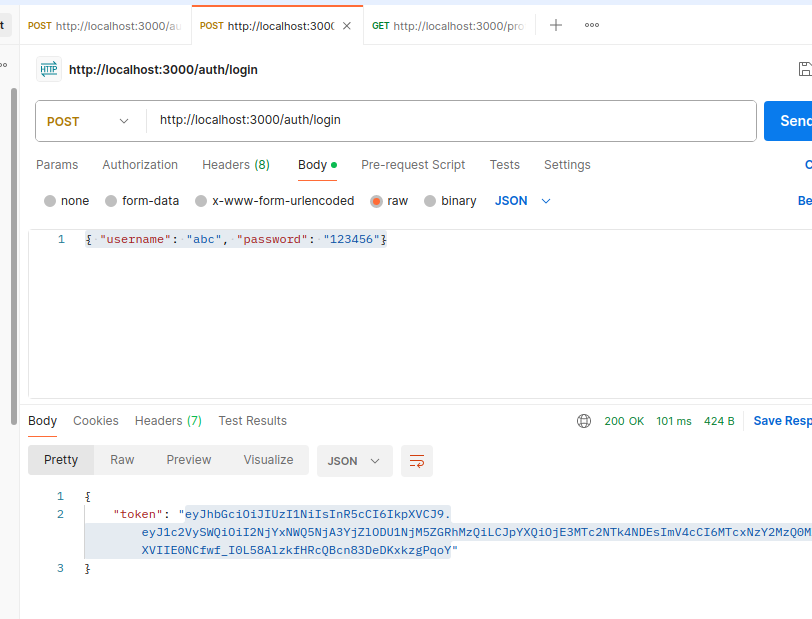 t
POST http://localhost:3000/au
POST http://localhost:3000
GET http://localhost:3000/pro
HTTP http://localhost:3000/auth/login
POST http://localhost:3000/auth/login Send
Params Authorization Headers (8) Body Pre-request Script Tests Settings C
none form-data x-www-form-urlencoded raw binary JSON Be
1 { "username": "abc", "password": "123456"}
Body Cookies Headers (7) Test Results 200 OK 101 ms 424 B Save Resp
Pretty Raw Preview Visualize JSON
1 {
2 "token": "eyJhbGciOiJIUzI1NiIsInR5cCI6IkpXVCJ9.
eyJ1c2VySWQiOiI2NjYxNWQ5NjA3YjZlODU1NjM5ZGRhMzQiLCJpYXQiOjE3MTc2NTk4NDEsImV4cCI6MTcxNzY2MzQ0M
XVIIE0NCfwf_I0L58AlzkfHRcQBcn83DeDKxkzgPqoY"
3 }